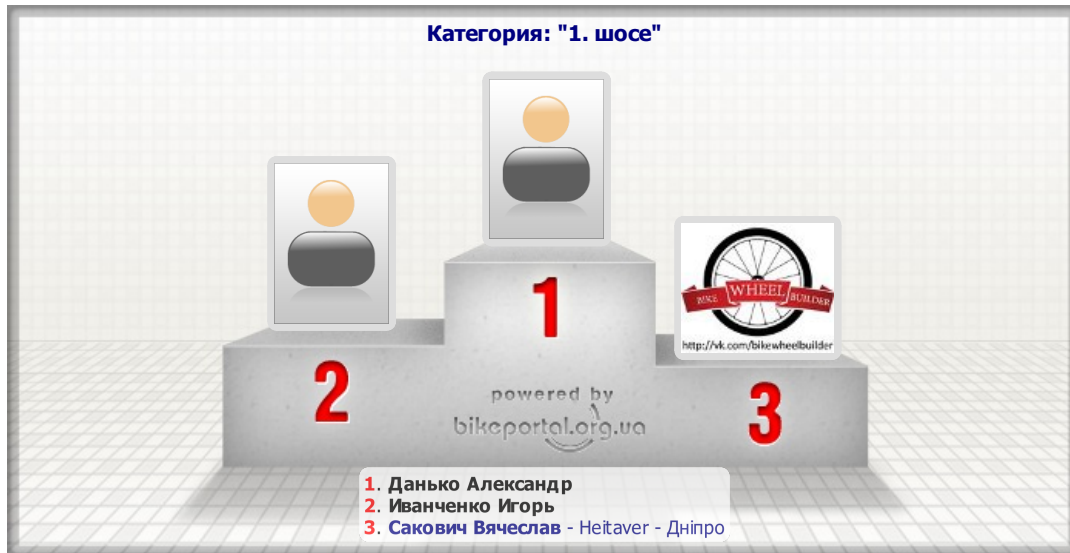 Категория: "1. шосе"
1
BIKE WHEEL BUILDER
http://vk.com/bikewheelbuilder
2
powered by
bikeportal.org.ua
3
1. Данько Александр
2. Иванченко Игорь
3. Сакович Вячеслав - Heitaver - Дніпро